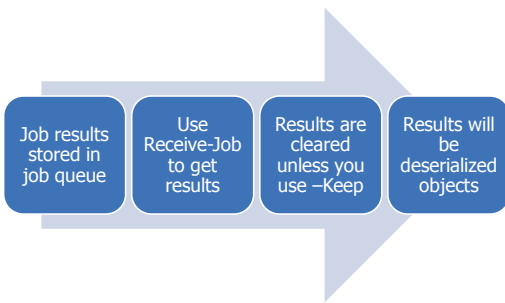 Job results
stored in
job queue
Use
Receive-Job
to get
results
Results are
cleared
unless you
use –Keep
Results will
be
deserialized
objects